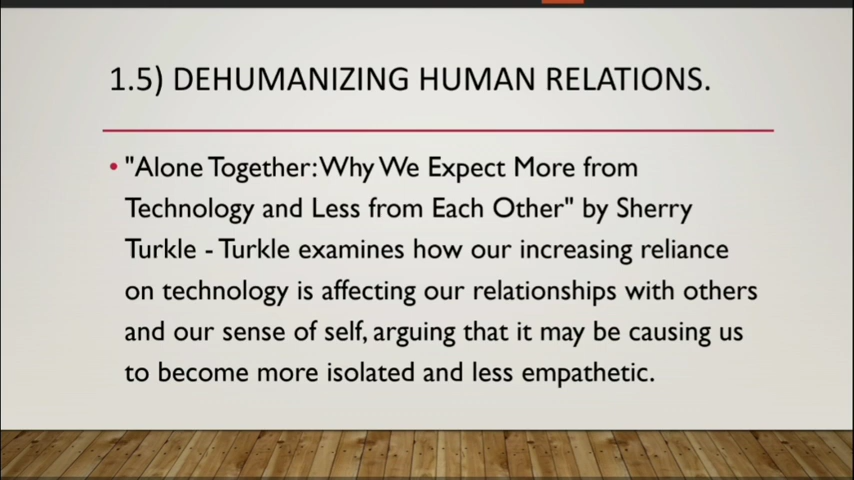 1.5) DEHUMANIZING HUMAN RELATIONS.
• "Alone Together: Why We Expect More from
Technology and Less from Each Other" by Sherry
Turkle - Turkle examines how our increasing reliance
on technology is affecting our relationships with others
and our sense of self, arguing that it may be causing us
to become more isolated and less empathetic.